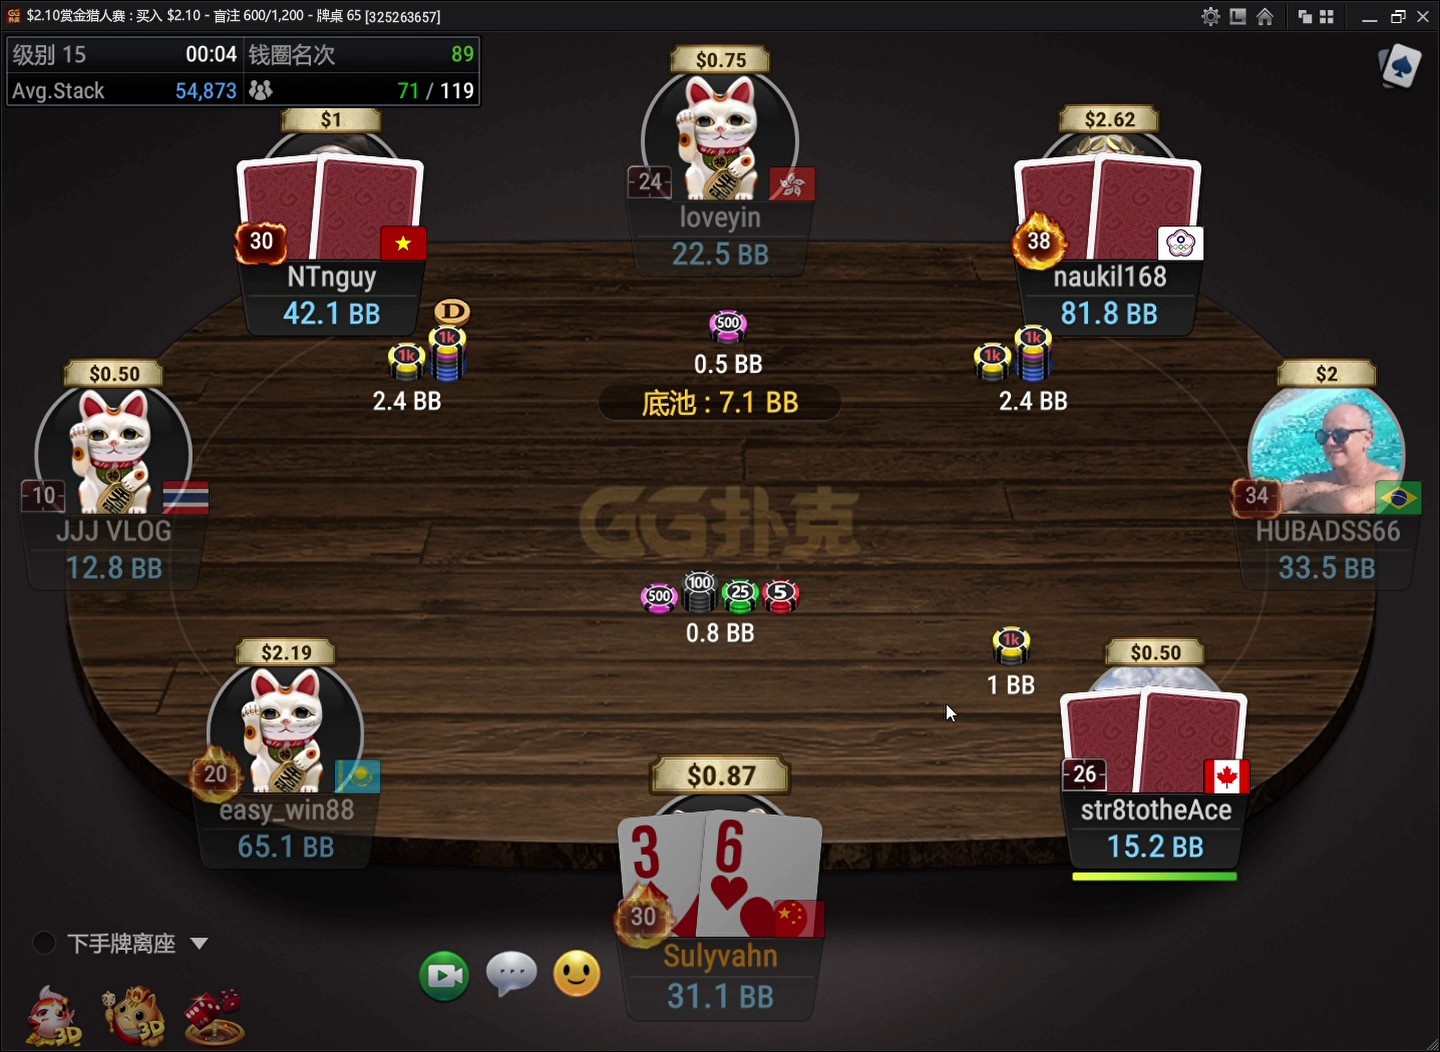 $2.10赏金猎人赛 : 买入 $2.10 - 盲注 600/1,200 - 牌桌 65 [325263657]
级别 15
00:04
钱圈名次
89
Avg.Stack
54,873
71 / 119
$0.75
24
loveyin
22.5 BB
$1
30
NTnguy
42.1 BB
$2.62
38
naukil168
81.8 BB
D
1k
1k
2.4 BB
500
0.5 BB
底池 : 7.1 BB
1k
1k
2.4 BB
$0.50
10
JJJ VLOG
12.8 BB
$2
34
HUBADSS66
33.5 BB
GG扑克
500
100
25
5
0.8 BB
1k
1 BB
$2.19
20
easy_win88
65.1 BB
$0.50
26
str8totheAce
15.2 BB
$0.87
3
6
30
Sulyvahn
31.1 BB
下手牌离座
3D
3D